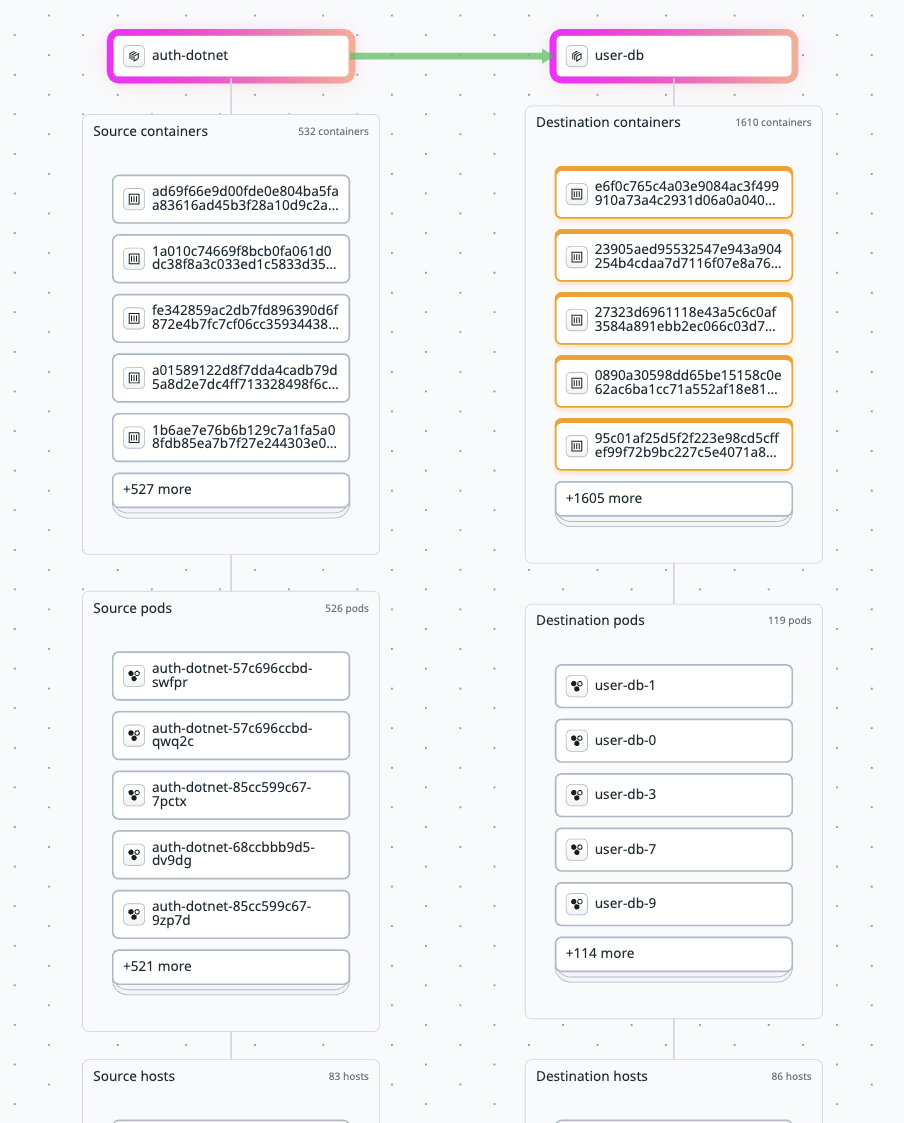 auth-dotnet
user-db
Source containers
532 containers
ad69f66e9d00fde0e804ba5fa
a83616ad45b3f28a10d9c2a...
1a010c74669f8bcb0fa061d0
dc38f8a3c033ed1c5833d35...
fe342859ac2db7fd896390d6f
872e4b7fc7cf06cc35934438...
a01589122d8f7dda4cadb79d
5a8d2e7dc4ff713328498f6c...
1b6ae7e76b6b129c7a1fa5a0
8fdb85ea7b7f27e244303e0...
+527 more
Destination containers
1610 containers
e6f0c765c4a03e9084ac3f499
910a73a4c2931d06a0a040...
23905aed95532547e943a904
254b4cdaa7d7116f07e8a76...
27323d6961118e43a5c6c0af
3584a891ebb2ec066c03d7...
0890a30598dd65be15158c0e
62ac6ba1cc71a552af18e81...
95c01af25d5f2f223e98cd5cff
ef99f72b9bc227c5e4071a8...
+1605 more
Source pods
526 pods
auth-dotnet-57c696ccbd-
swfpr
auth-dotnet-57c696ccbd-
qwq2c
auth-dotnet-85cc599c67-
7pctx
auth-dotnet-68ccbbb9d5-
dv9dg
auth-dotnet-85cc599c67-
9zp7d
+521 more
Destination pods
119 pods
user-db-1
user-db-0
user-db-3
user-db-7
user-db-9
+114 more
Source hosts
83 hosts
Destination hosts
86 hosts